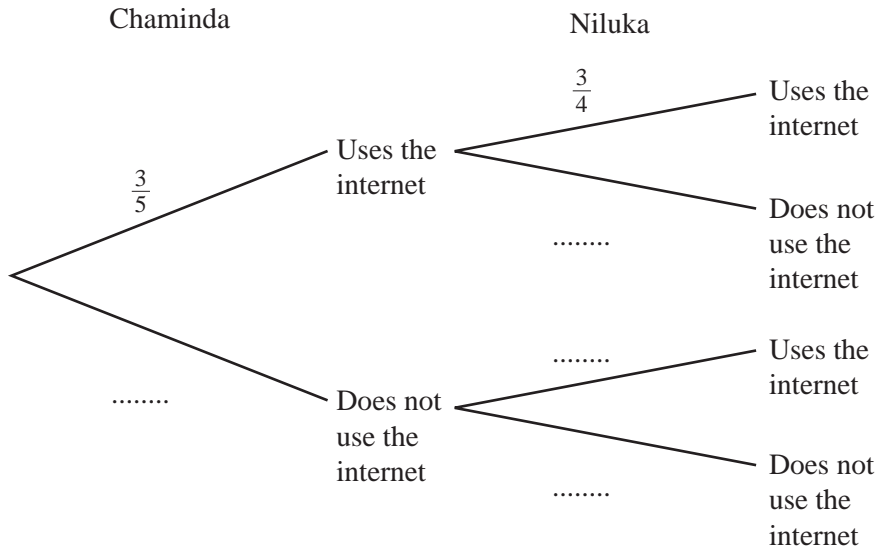 Chaminda
Niluka
3/4
Uses the
internet
3/5
Uses the
internet
........
Does not
use the
internet
........
Does not
use the
internet
........
Uses the
internet
........
Does not
use the
internet